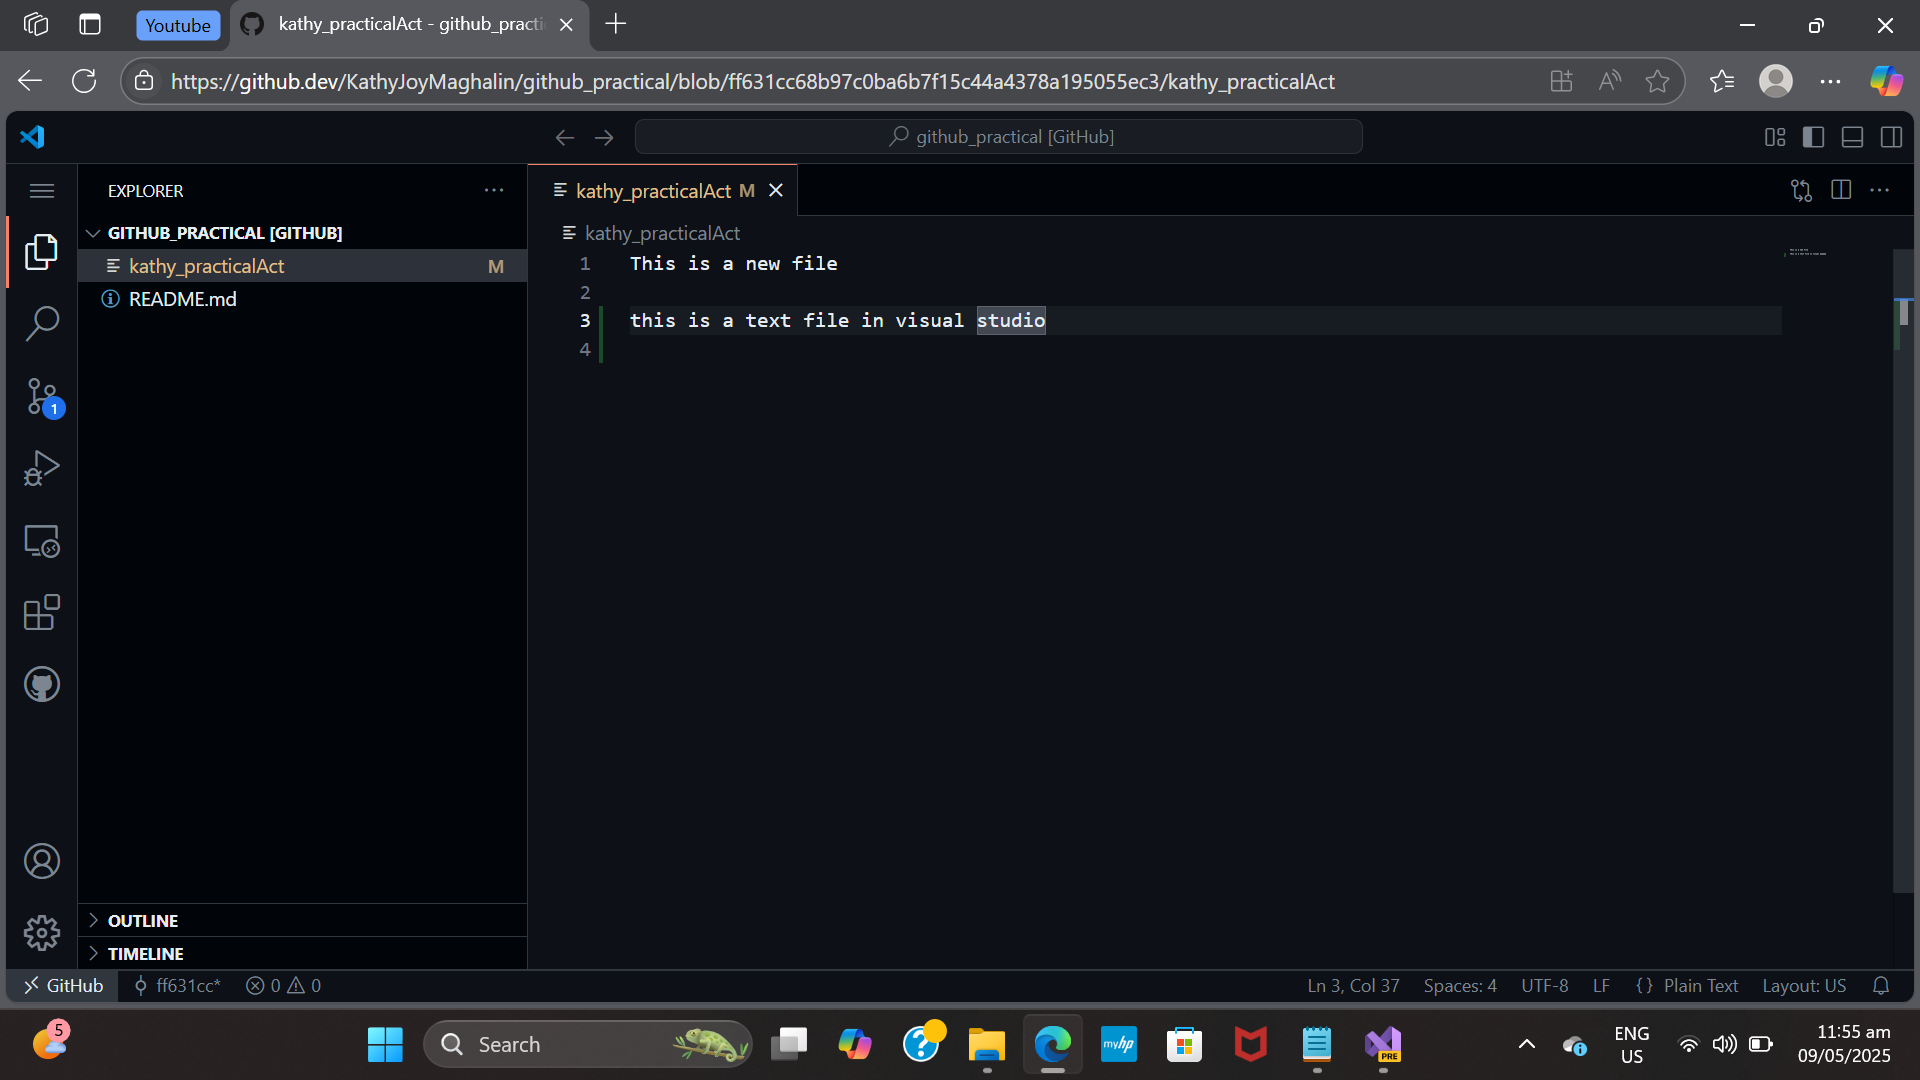 Youtube
kathy_practicalAct - github_practi
https://github.dev/KathyJoyMaghalin/github_practical/blob/ff631cc68b97c0ba6b7f15c44a4378a195055ec3/kathy_practicalAct
github_practical [GitHub]
EXPLORER
kathy_practicalAct M
GITHUB_PRACTICAL [GITHUB]
kathy_practicalAct M
README.md
kathy_practicalAct
1 This is a new file
2
3 this is a text file in visual studio
4
1
OUTLINE
TIMELINE
GitHub ff631cc* 0 0 Ln 3, Col 37 Spaces: 4 UTF-8 LF {} Plain Text Layout: US
5
Search
myhp
PRE
ENG
US
11:55 am
09/05/2025